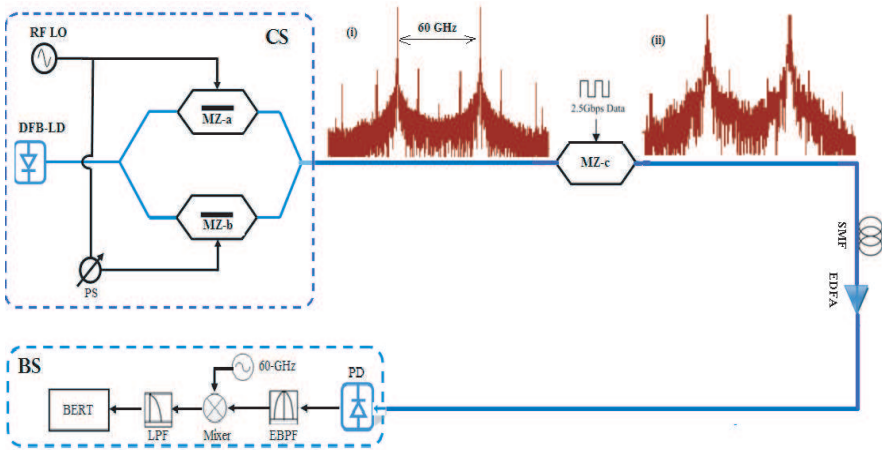 RF LO
CS
(i)
60 GHz
(ii)
MZ-a
2.5Gbps Data
DFB-LD
MZ-c
MZ-b
SMF
PS
EDFA
BS
60-GHz
PD
BERT
LPF
Mixer
EBPF